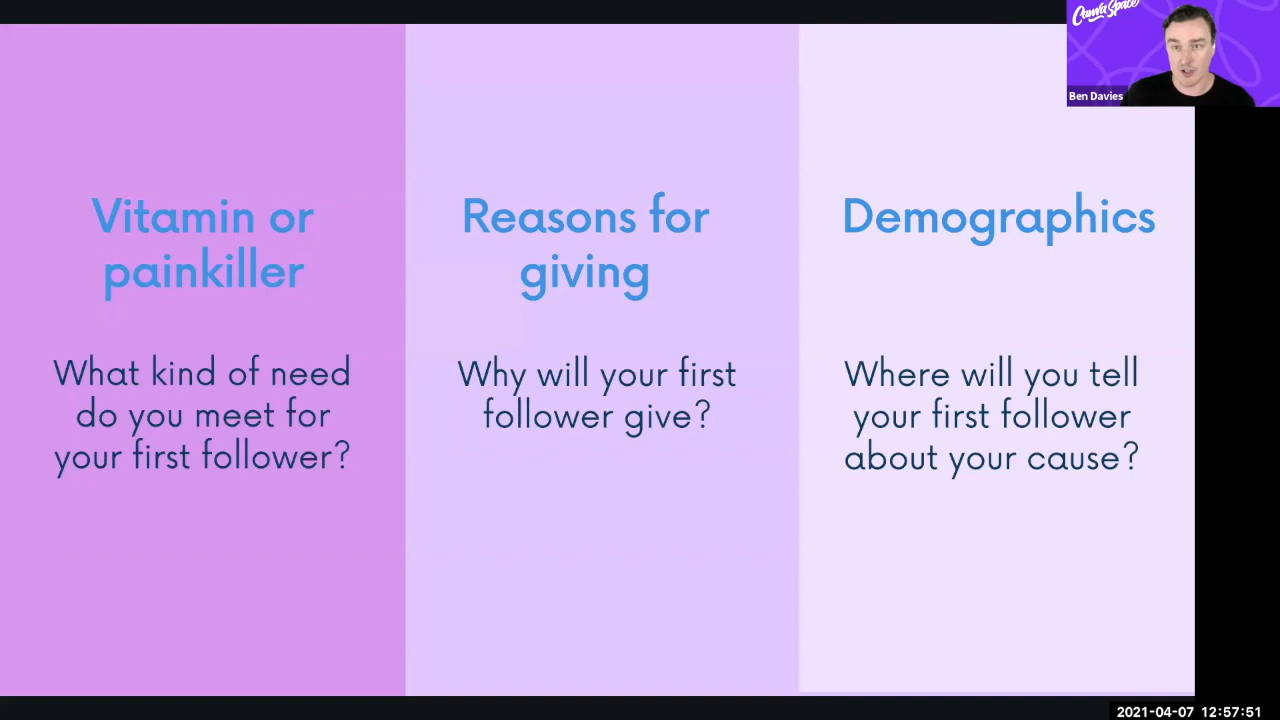 Canva Space
Ben Davies
Vitamin or
painkiller
What kind of need
do you meet for
your first follower?
Reasons for
giving
Why will your first
follower give?
Demographics
Where will you tell
your first follower
about your cause?
2021-04-07 12:57:51